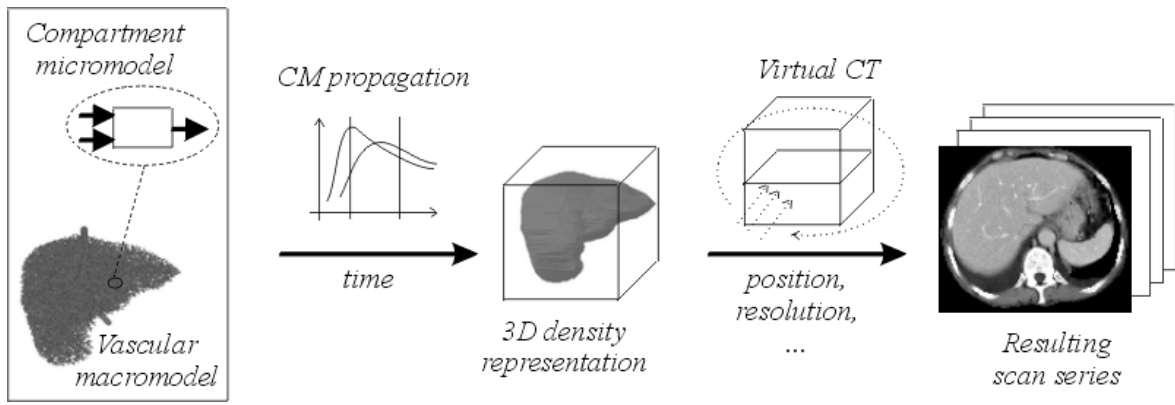 Compartment
micromodel
Vascular
macromodel
CM propagation
time
3D density
representation
Virtual CT
position,
resolution,
...
Resulting
scan series